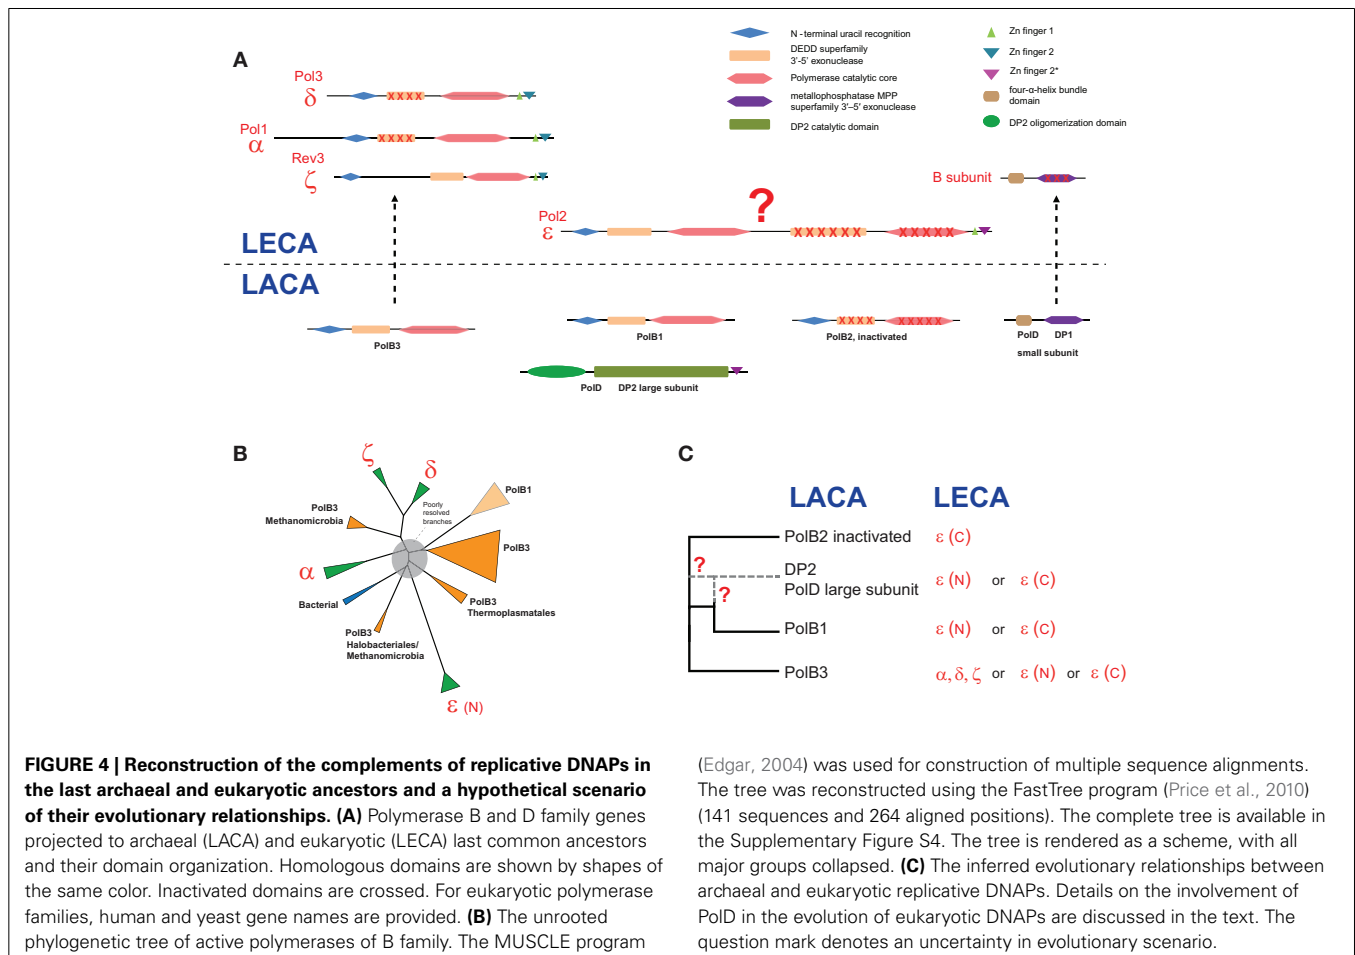 A
N - terminal uracil recognition
DEDD superfamily
3'-5' exonuclease
Polymerase catalytic core
metallophosphatase MPP
superfamily 3'–5' exonuclease
DP2 catalytic domain
Zn finger 1
Zn finger 2
Zn finger 2*
four-α-helix bundle
domain
DP2 oligomerization domain
Pol3
δ
XXXX
Pol1
α
XXXX
Rev3
ζ
B subunit
XXX
?
Pol2
ε
XXXXXX
XXXXX
LECA
LACA
PolB3
PolB1
XXXX
XXXXX
PolB2, inactivated
PolD DP1
small subunit
PolD DP2 large subunit
B
ζ
δ
Poorly
resolved
branches
PolB1
PolB3
Methanomicrobia
PolB3
α
Bacterial
PolB3
Thermoplasmatales
PolB3
Halobacteriales/
Methanomicrobia
ε (N)
C
LACA LECA
PolB2 inactivated ε (C)
?
DP2
PolD large subunit ε (N) or ε (C)
?
PolB1 ε (N) or ε (C)
PolB3 α, δ, ζ or ε (N) or ε (C)
FIGURE 4 | Reconstruction of the complements of replicative DNAPs in
the last archaeal and eukaryotic ancestors and a hypothetical scenario
of their evolutionary relationships. (A) Polymerase B and D family genes
projected to archaeal (LACA) and eukaryotic (LECA) last common ancestors
and their domain organization. Homologous domains are shown by shapes of
the same color. Inactivated domains are crossed. For eukaryotic polymerase
families, human and yeast gene names are provided. (B) The unrooted
phylogenetic tree of active polymerases of B family. The MUSCLE program
(Edgar, 2004) was used for construction of multiple sequence alignments.
The tree was reconstructed using the FastTree program (Price et al., 2010)
(141 sequences and 264 aligned positions). The complete tree is available in
the Supplementary Figure S4. The tree is rendered as a scheme, with all
major groups collapsed. (C) The inferred evolutionary relationships between
archaeal and eukaryotic replicative DNAPs. Details on the involvement of
PolD in the evolution of eukaryotic DNAPs are discussed in the text. The
question mark denotes an uncertainty in evolutionary scenario.